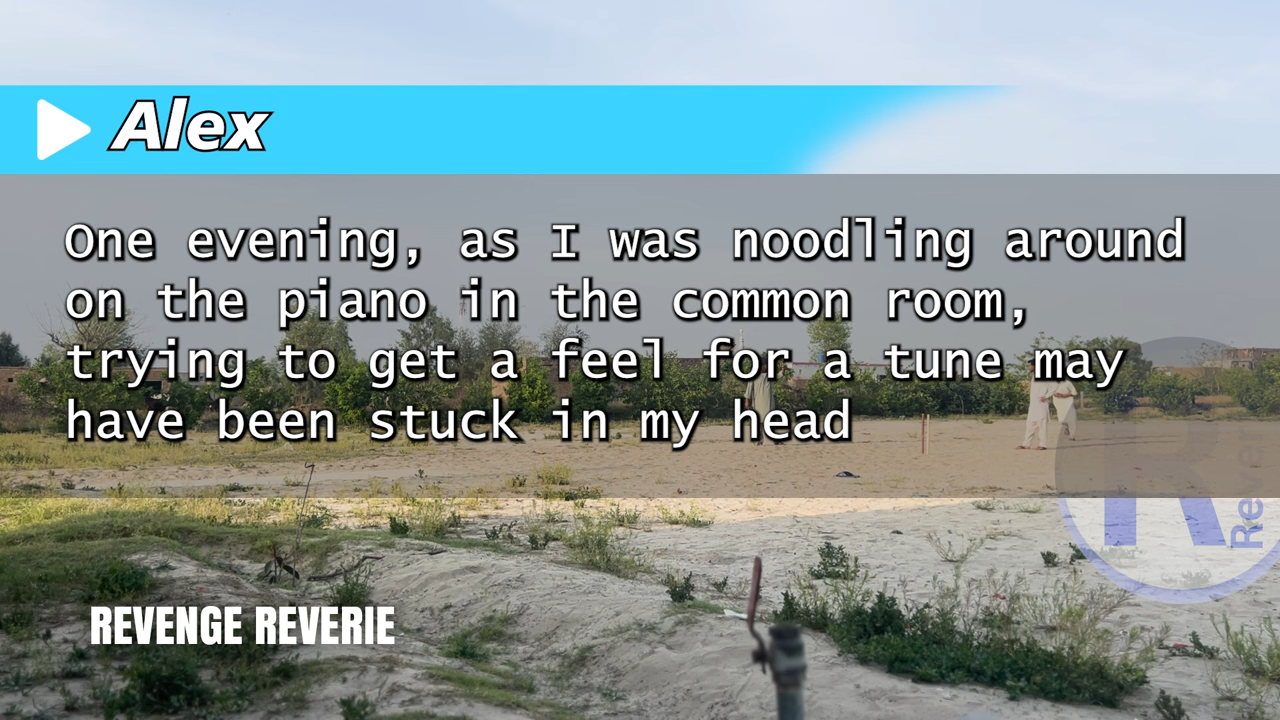 Alex
One evening, as I was noodling around
on the piano in the common room,
trying to get a feel for a tune may
have been stuck in my head
R
Rever
REVENGE REVERIE